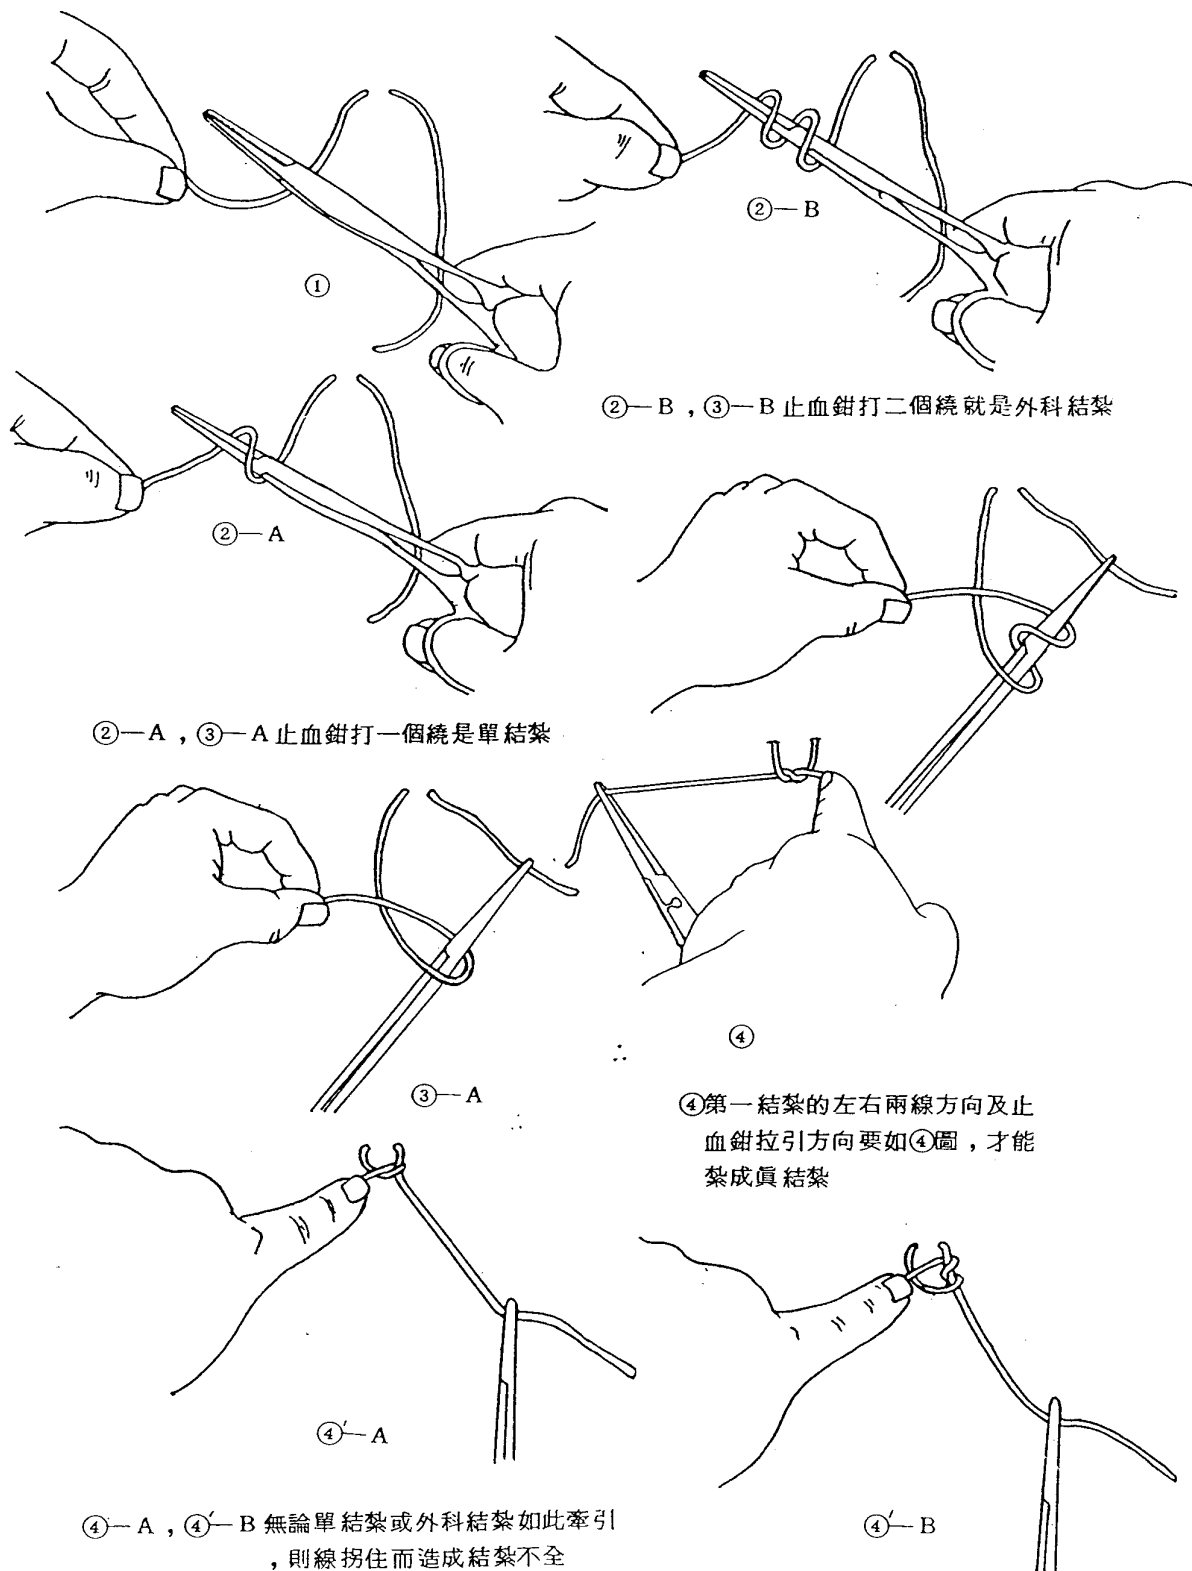 ①
②—B
②—B，③—B止血鉗打二個繞就是外科結紮
②—A
②—A，③—A止血鉗打一個繞是單結紮
③—A
④
④第一結紮的左右兩線方向及止
血鉗拉引方向要如④圖，才能
紮成眞結紮
④′—A
④′—B
④—A，④′—B無論單結紮或外科結紮如此牽引
，則線拐住而造成結紮不全